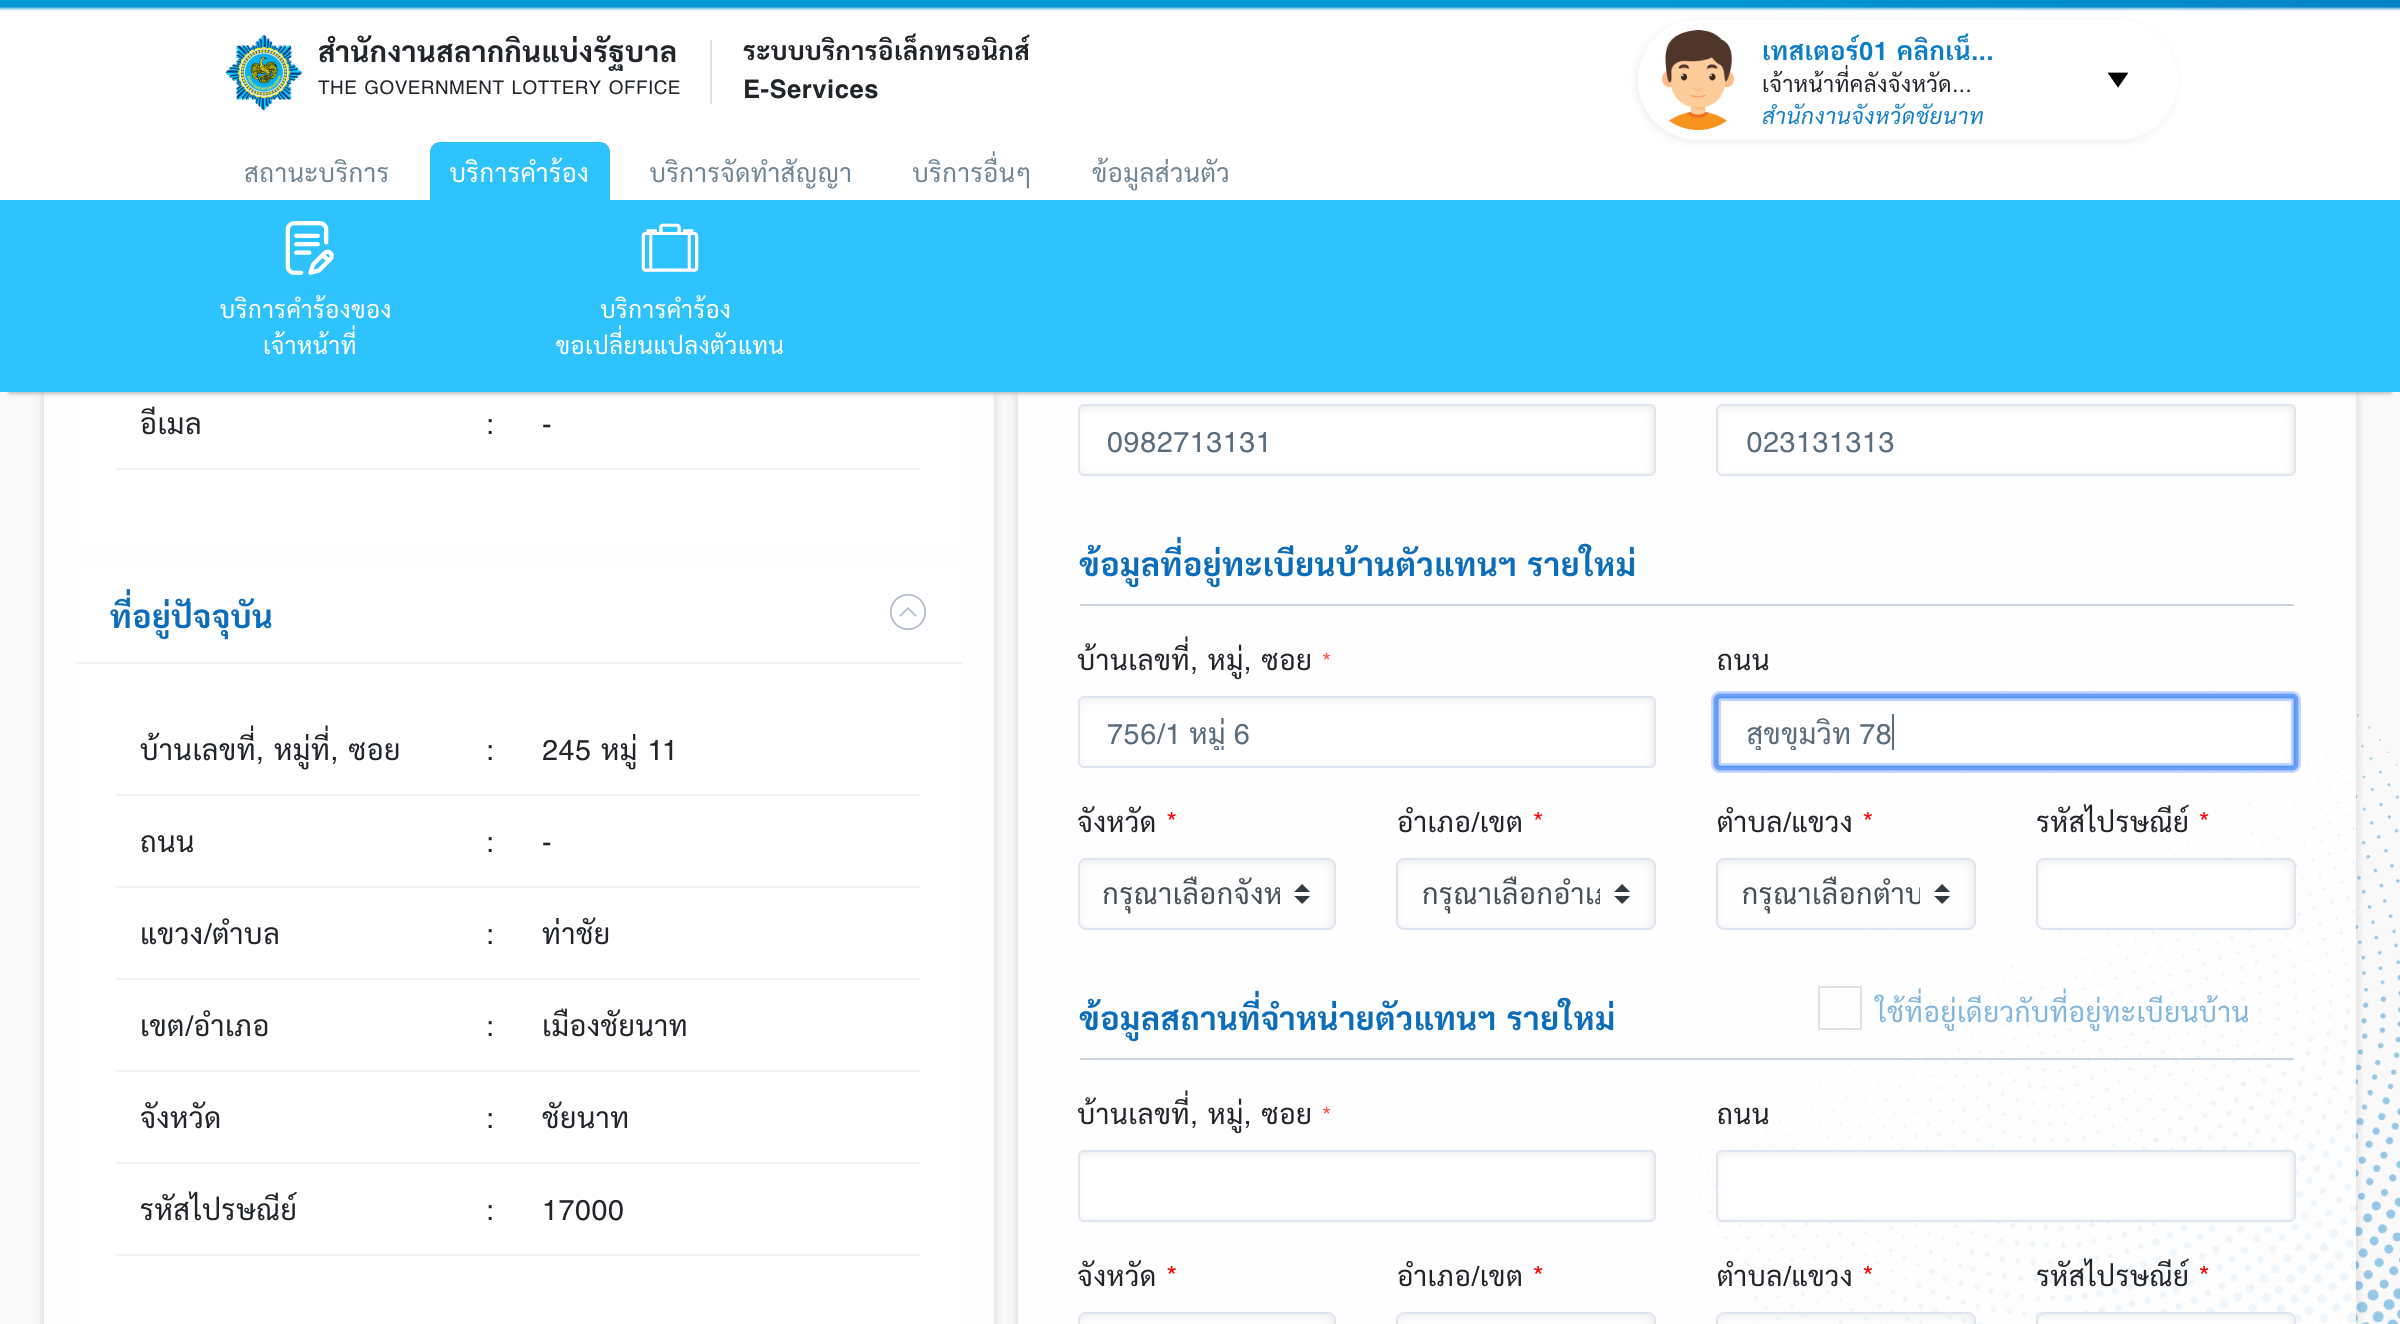 สำนักงานสลากกินแบ่งรัฐบาล
THE GOVERNMENT LOTTERY OFFICE
ระบบบริการอิเล็กทรอนิกส์
E-Services
เทสเตอร์01 คลิกเน็...
เจ้าหน้าที่คลังจังหวัด...
สำนักงานจังหวัดชัยนาท
สถานะบริการ บริการคำร้อง บริการจัดทำสัญญา บริการอื่นๆ ข้อมูลส่วนตัว
บริการคำร้องของ
เจ้าหน้าที่
บริการคำร้อง
ขอเปลี่ยนแปลงตัวแทน
อีเมล : -
ที่อยู่ปัจจุบัน
บ้านเลขที่, หมู่ที่, ซอย : 245 หมู่ 11
ถนน : -
แขวง/ตำบล : ท่าชัย
เขต/อำเภอ : เมืองชัยนาท
จังหวัด : ชัยนาท
รหัสไปรษณีย์ : 17000
0982713131 023131313
ข้อมูลที่อยู่ทะเบียนบ้านตัวแทนฯ รายใหม่
บ้านเลขที่, หมู่, ซอย * ถนน
756/1 หมู่ 6 สุขขุมวิท 78
จังหวัด * อำเภอ/เขต * ตำบล/แขวง * รหัสไปรษณีย์ *
กรุณาเลือกจังห กรุณาเลือกอำเภ กรุณาเลือกตำบ
ข้อมูลสถานที่จำหน่ายตัวแทนฯ รายใหม่ ใช้ที่อยู่เดียวกับที่อยู่ทะเบียนบ้าน
บ้านเลขที่, หมู่, ซอย * ถนน
จังหวัด * อำเภอ/เขต * ตำบล/แขวง * รหัสไปรษณีย์ *